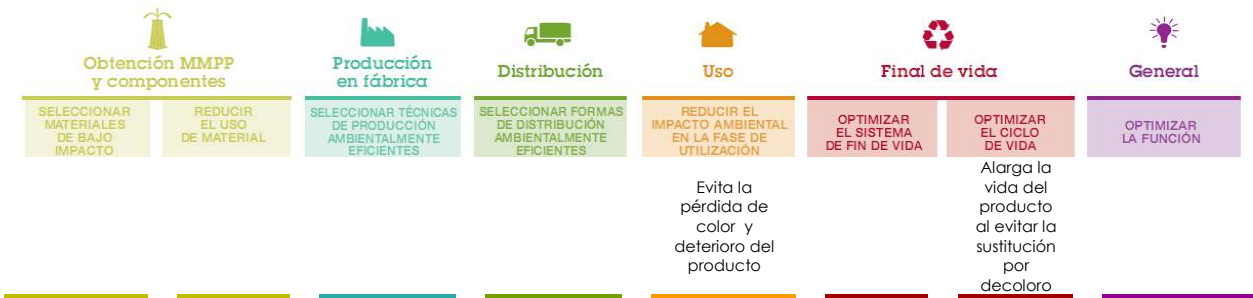 Obtención MMPP
y componentes
Producción
en fábrica
Distribución
Uso
Final de vida
General
SELECCIONAR
MATERIALES
DE BAJO
IMPACTO
REDUCIR
EL USO
DE MATERIAL
SELECCIONAR TÉCNICAS
DE PRODUCCIÓN
AMBIENTALMENTE
EFICIENTES
SELECCIONAR FORMAS
DE DISTRIBUCIÓN
AMBIENTALMENTE
EFICIENTES
REDUCIR EL
IMPACTO AMBIENTAL
EN LA FASE DE
UTILIZACIÓN
OPTIMIZAR
EL SISTEMA
DE FIN DE VIDA
OPTIMIZAR
EL CICLO
DE VIDA
OPTIMIZAR
LA FUNCIÓN
Evita la
pérdida de
color y
deterioro del
producto
Alarga la
vida del
producto
al evitar la
sustitución
por
decoloro